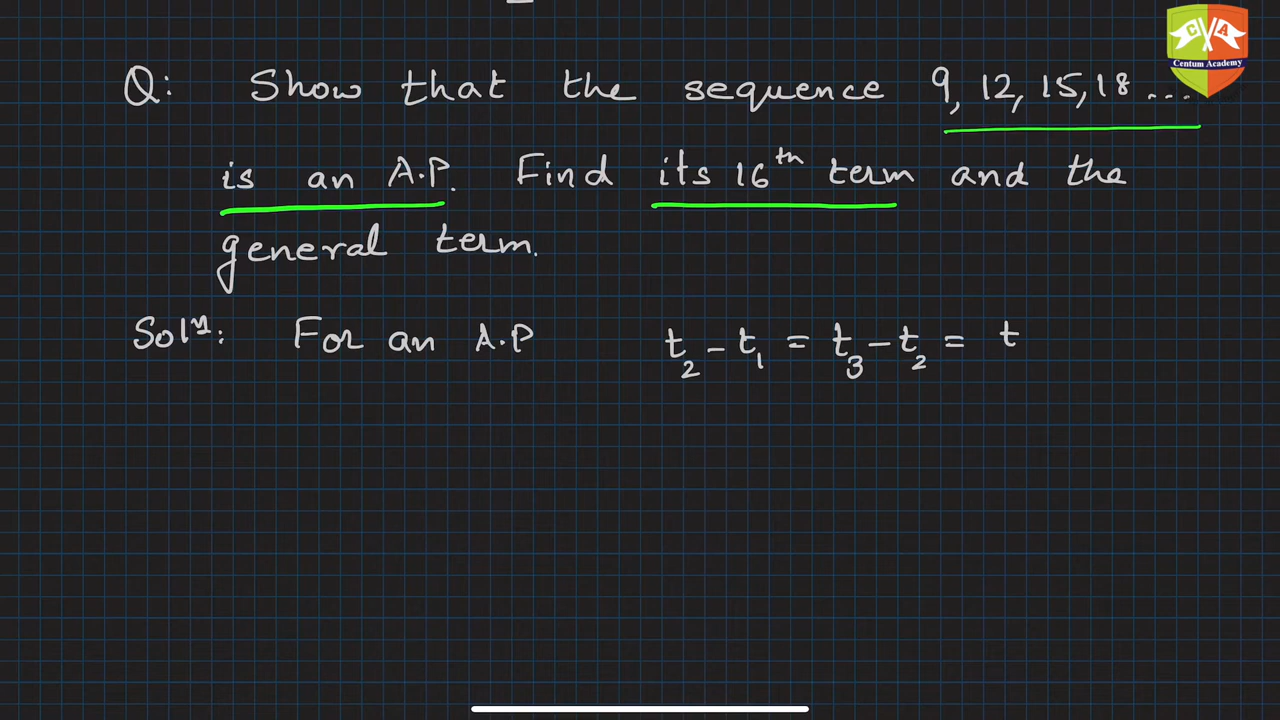 CA
Centum Academy
Q: Show that the sequence 9, 12, 15, 18 ...
is an A.P. Find its 16th term and the
general term.
Solⁿ: For an A.P t₂ - t₁ = t₃ - t₂ = t